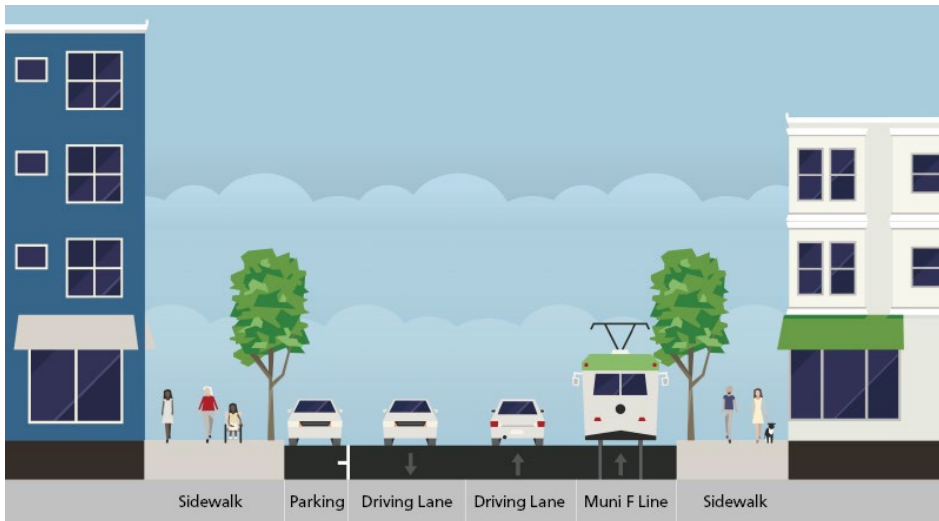 Sidewalk
Parking
Driving Lane
Driving Lane
Muni F Line
Sidewalk